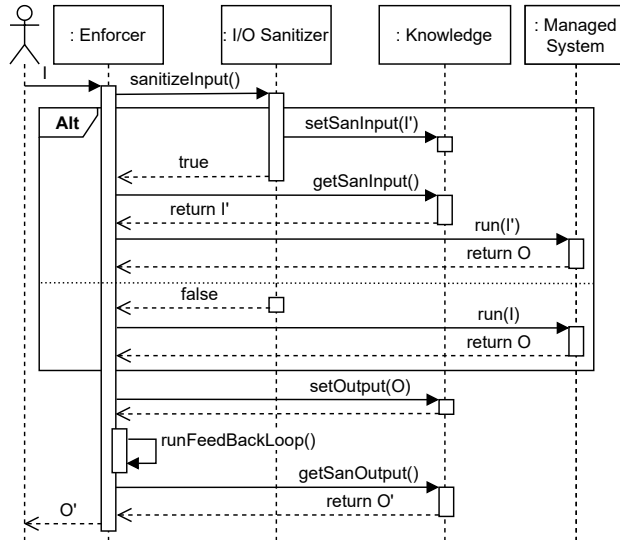 : Enforcer
: I/O Sanitizer
: Knowledge
: Managed
System
I
sanitizeInput()
Alt
setSanInput(I')
true
getSanInput()
return I'
run(I')
return O
false
run(I)
return O
setOutput(O)
runFeedBackLoop()
getSanOutput()
return O'
O'